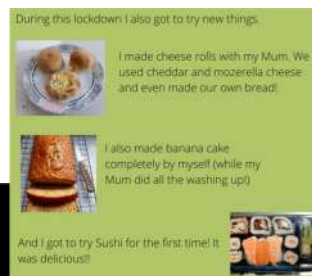 During this lockdown I also got to try new things.
I made cheese rolls with my Mum. We
used cheddar and mozerella cheese
and even made our own bread!
I also made banana cake
completely by myself (while my
Mum did all the washing up!)
And I got to try Sushi for the first time! It
was delicious!!